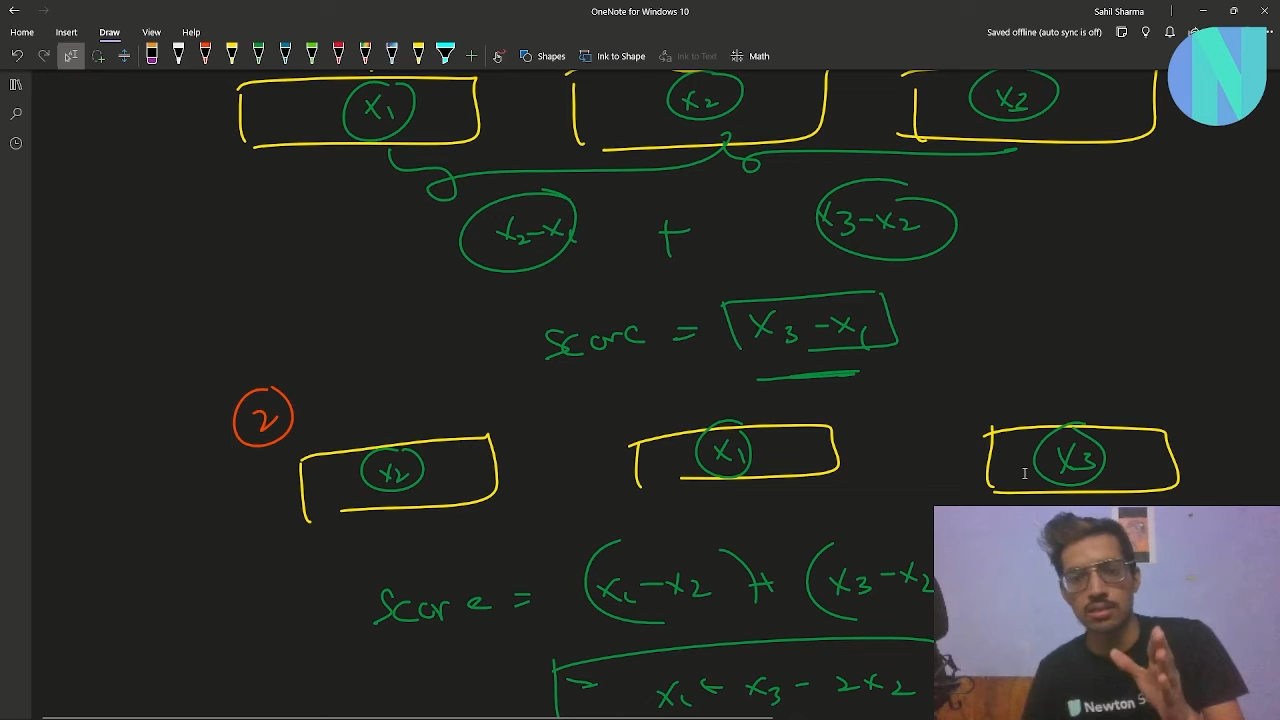 OneNote for Windows 10
Sahil Sharma
Home Insert Draw View Help
Saved offline (auto sync is off)
Shapes Ink to Shape Ink to Text Math
x₁ x₂ x₃
x₂-x₁ + x₃-x₂
score = x₃-x₁
2
x₂ x₁ x₃
Score = (x₁-x₂)+(x₃-x₂
x₁+x₃-2x₂
Newton S